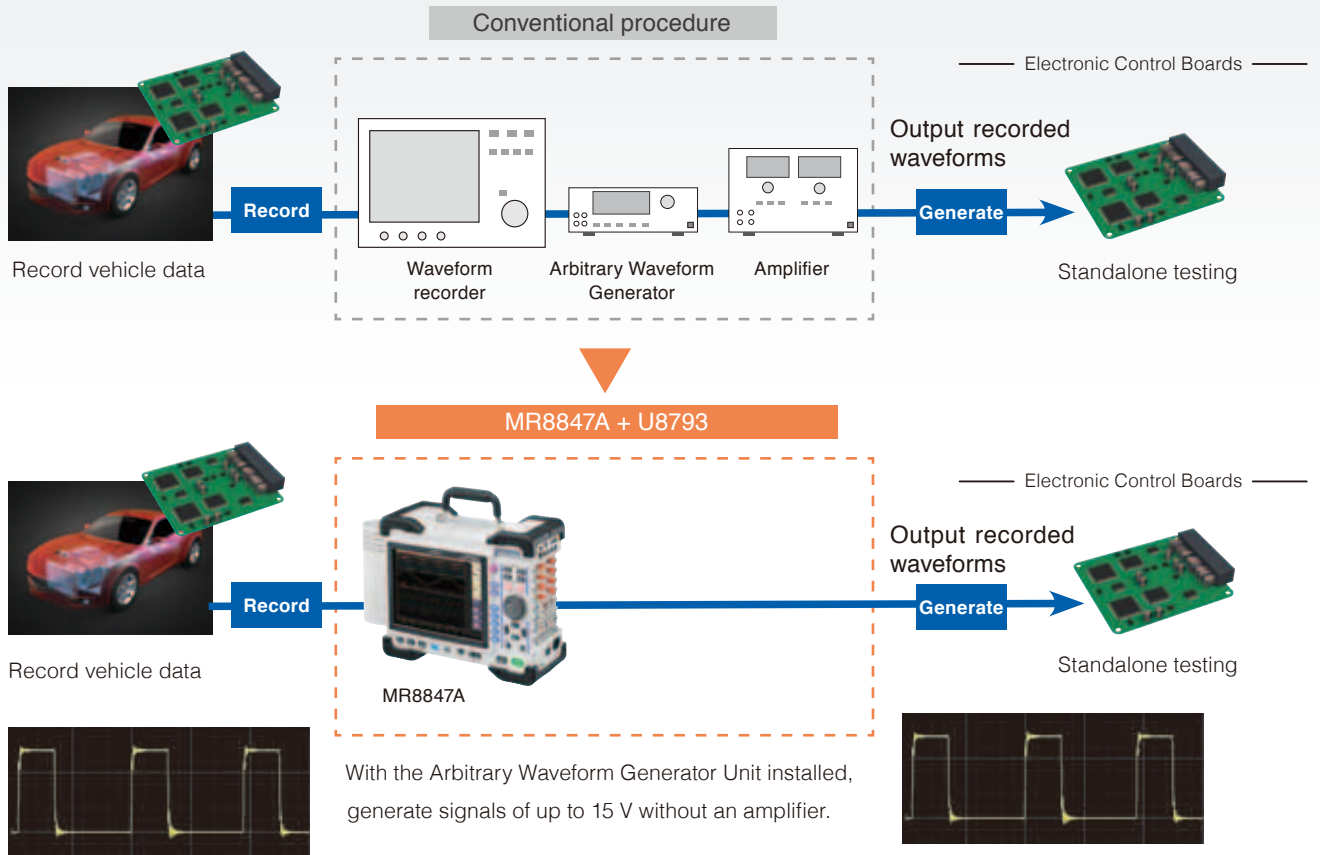 Conventional procedure
Electronic Control Boards
Record
Output recorded
waveforms
Generate
Record vehicle data
Waveform
recorder
Arbitrary Waveform
Generator
Amplifier
Standalone testing
MR8847A + U8793
Electronic Control Boards
Record
Output recorded
waveforms
Generate
Record vehicle data
MR8847A
Standalone testing
With the Arbitrary Waveform Generator Unit installed,
generate signals of up to 15 V without an amplifier.